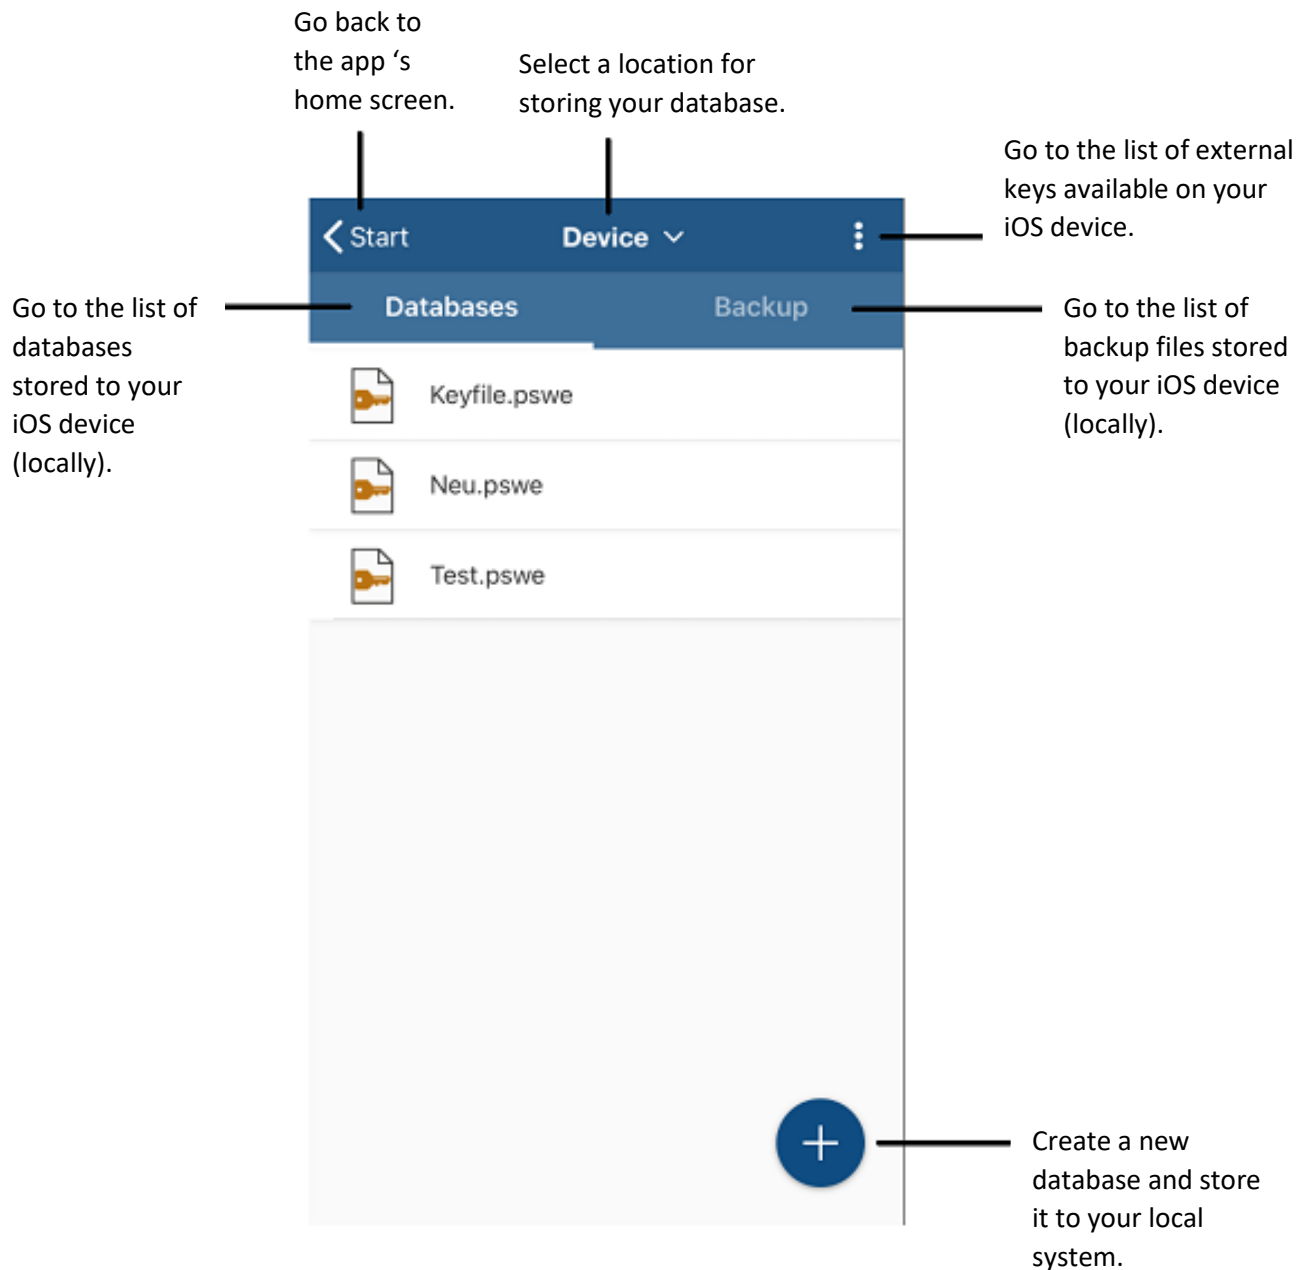 Go back to
the app ‘s
home screen.
Select a location for
storing your database.
Go to the list of external
keys available on your
iOS device.
Start
Device
Databases
Backup
Go to the list of
databases
stored to your
iOS device
(locally).
Go to the list of
backup files stored
to your iOS device
(locally).
Keyfile.pswe
Neu.pswe
Test.pswe
Create a new
database and store
it to your local
system.